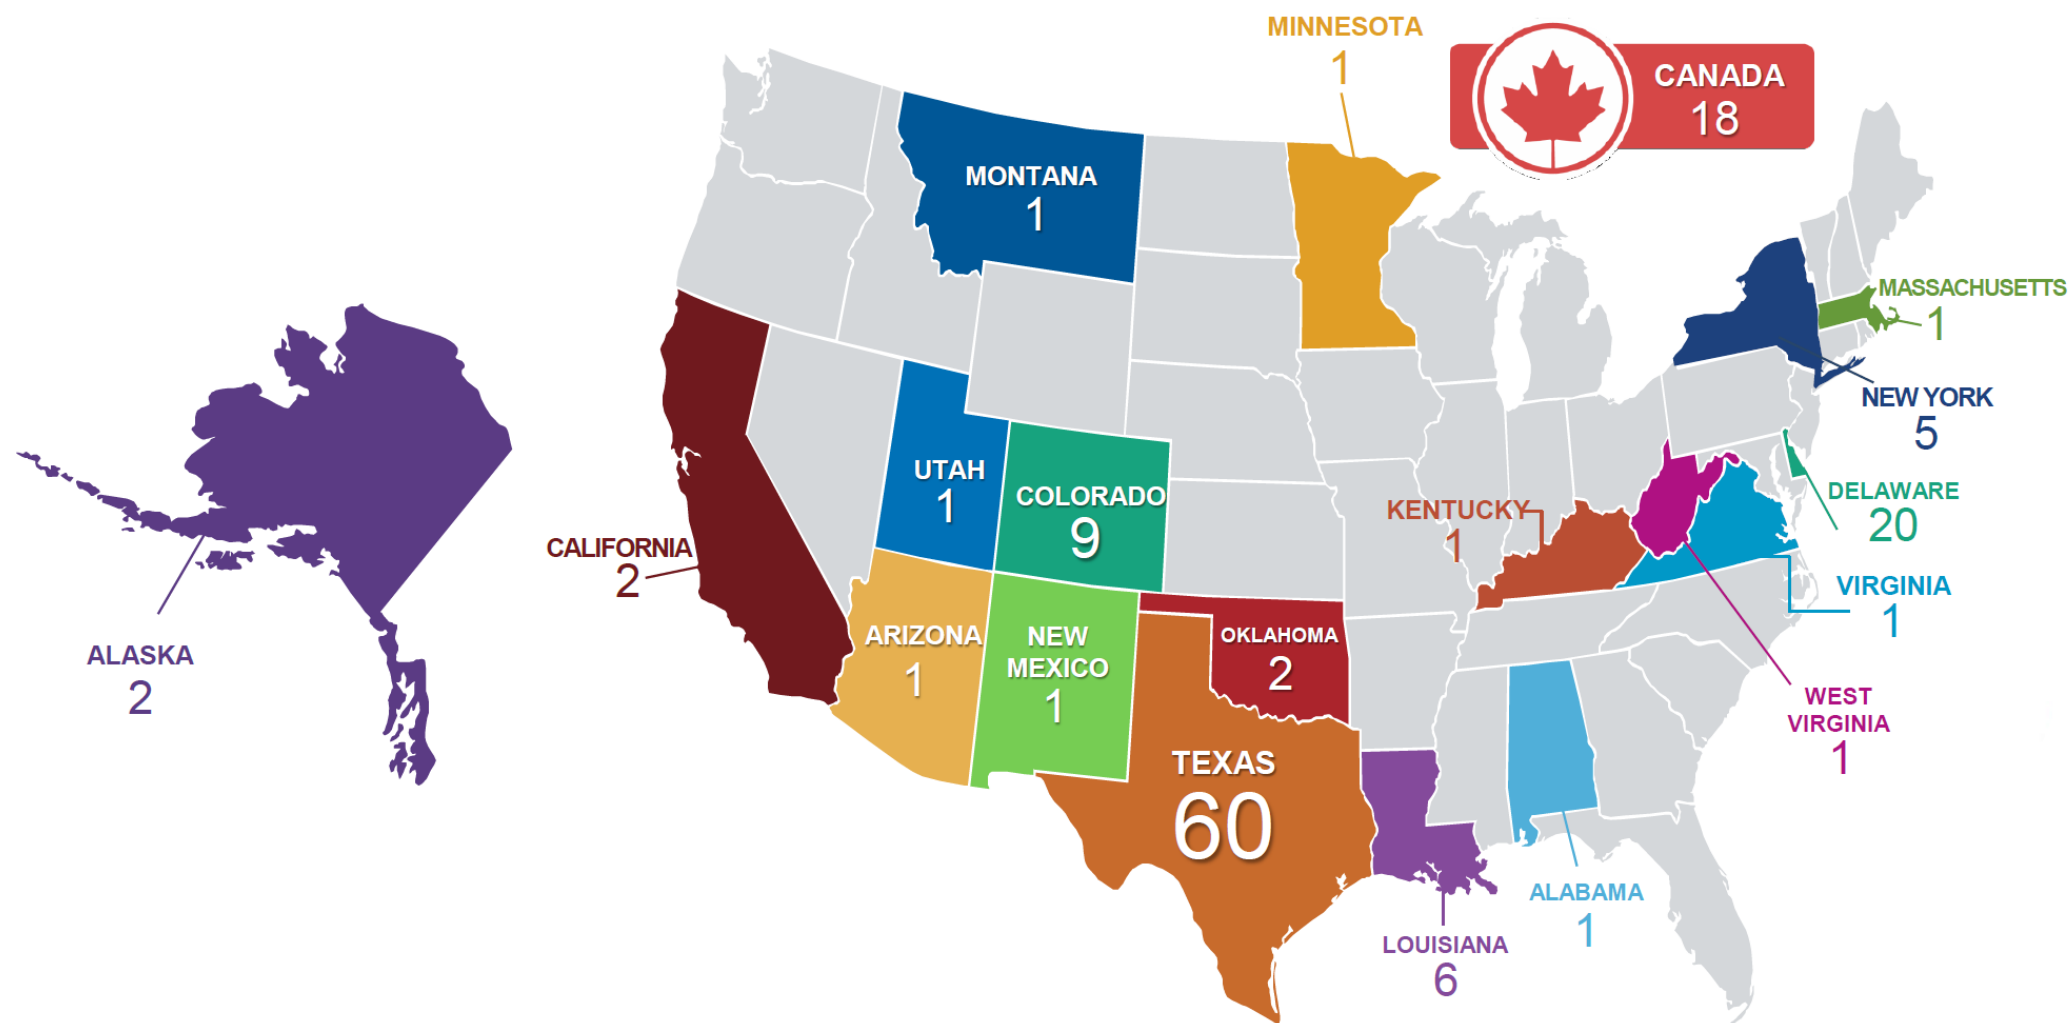 MINNESOTA
1
CANADA
18
MONTANA
1
MASSACHUSETTS
1
NEW YORK
5
UTAH
1
COLORADO
9
KENTUCKY
1
DELAWARE
20
CALIFORNIA
2
VIRGINIA
1
ALASKA
2
ARIZONA
1
NEW
MEXICO
1
OKLAHOMA
2
WEST
VIRGINIA
1
TEXAS
60
ALABAMA
1
LOUISIANA
6